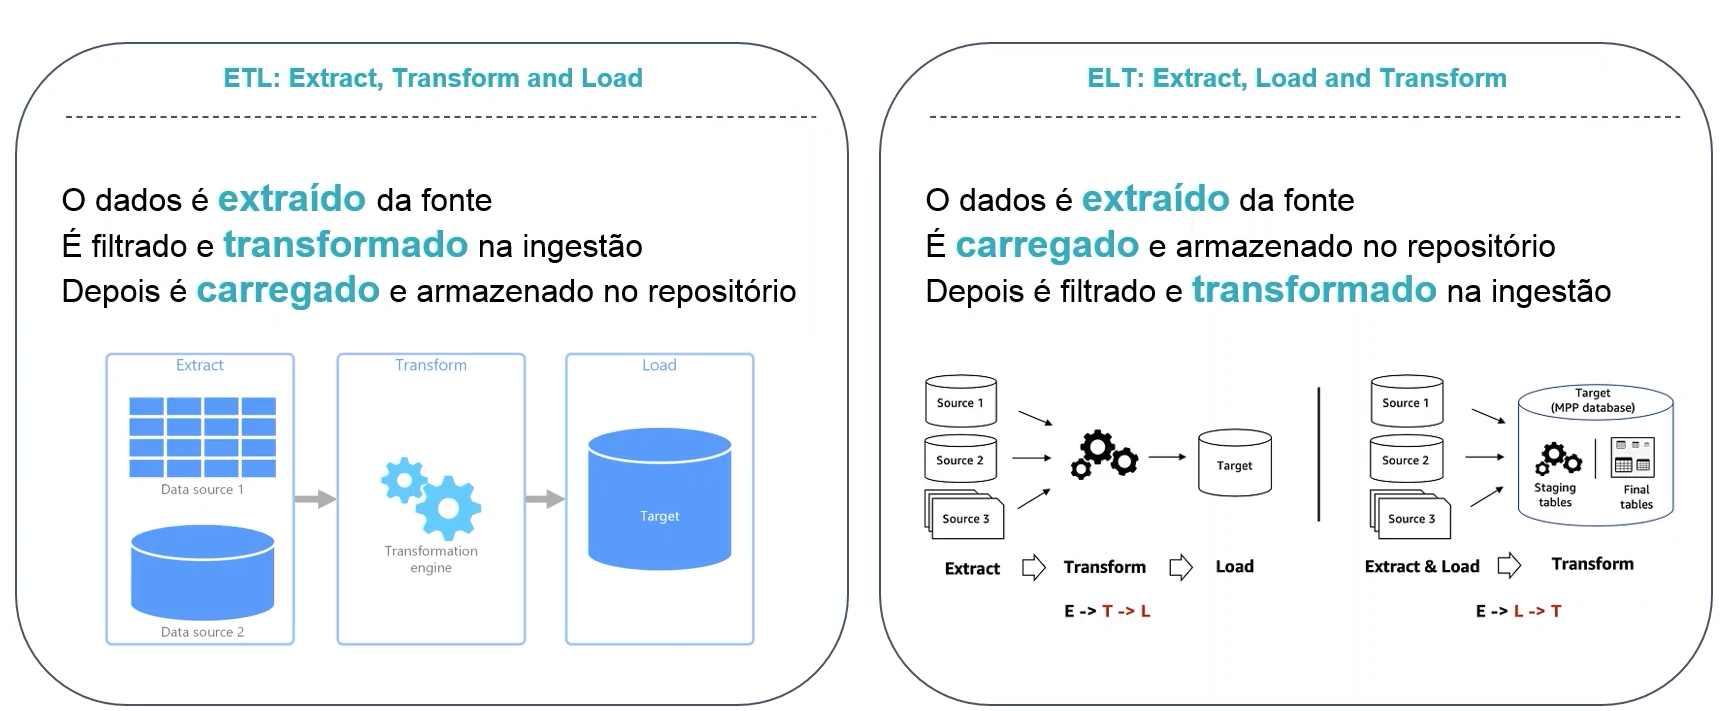 ETL: Extract, Transform and Load
O dados é extraído da fonte
É filtrado e transformado na ingestão
Depois é carregado e armazenado no repositório
Extract
Data source 1
Data source 2
Transform
Transformation
engine
Load
Target
ELT: Extract, Load and Transform
O dados é extraído da fonte
É carregado e armazenado no repositório
Depois é filtrado e transformado na ingestão
Source 1
Source 2
Source 3
Target
Extract
Transform
Load
E -> T -> L
Source 1
Source 2
Source 3
Target
(MPP database)
Staging
tables
Final
tables
Extract & Load
Transform
E -> L -> T